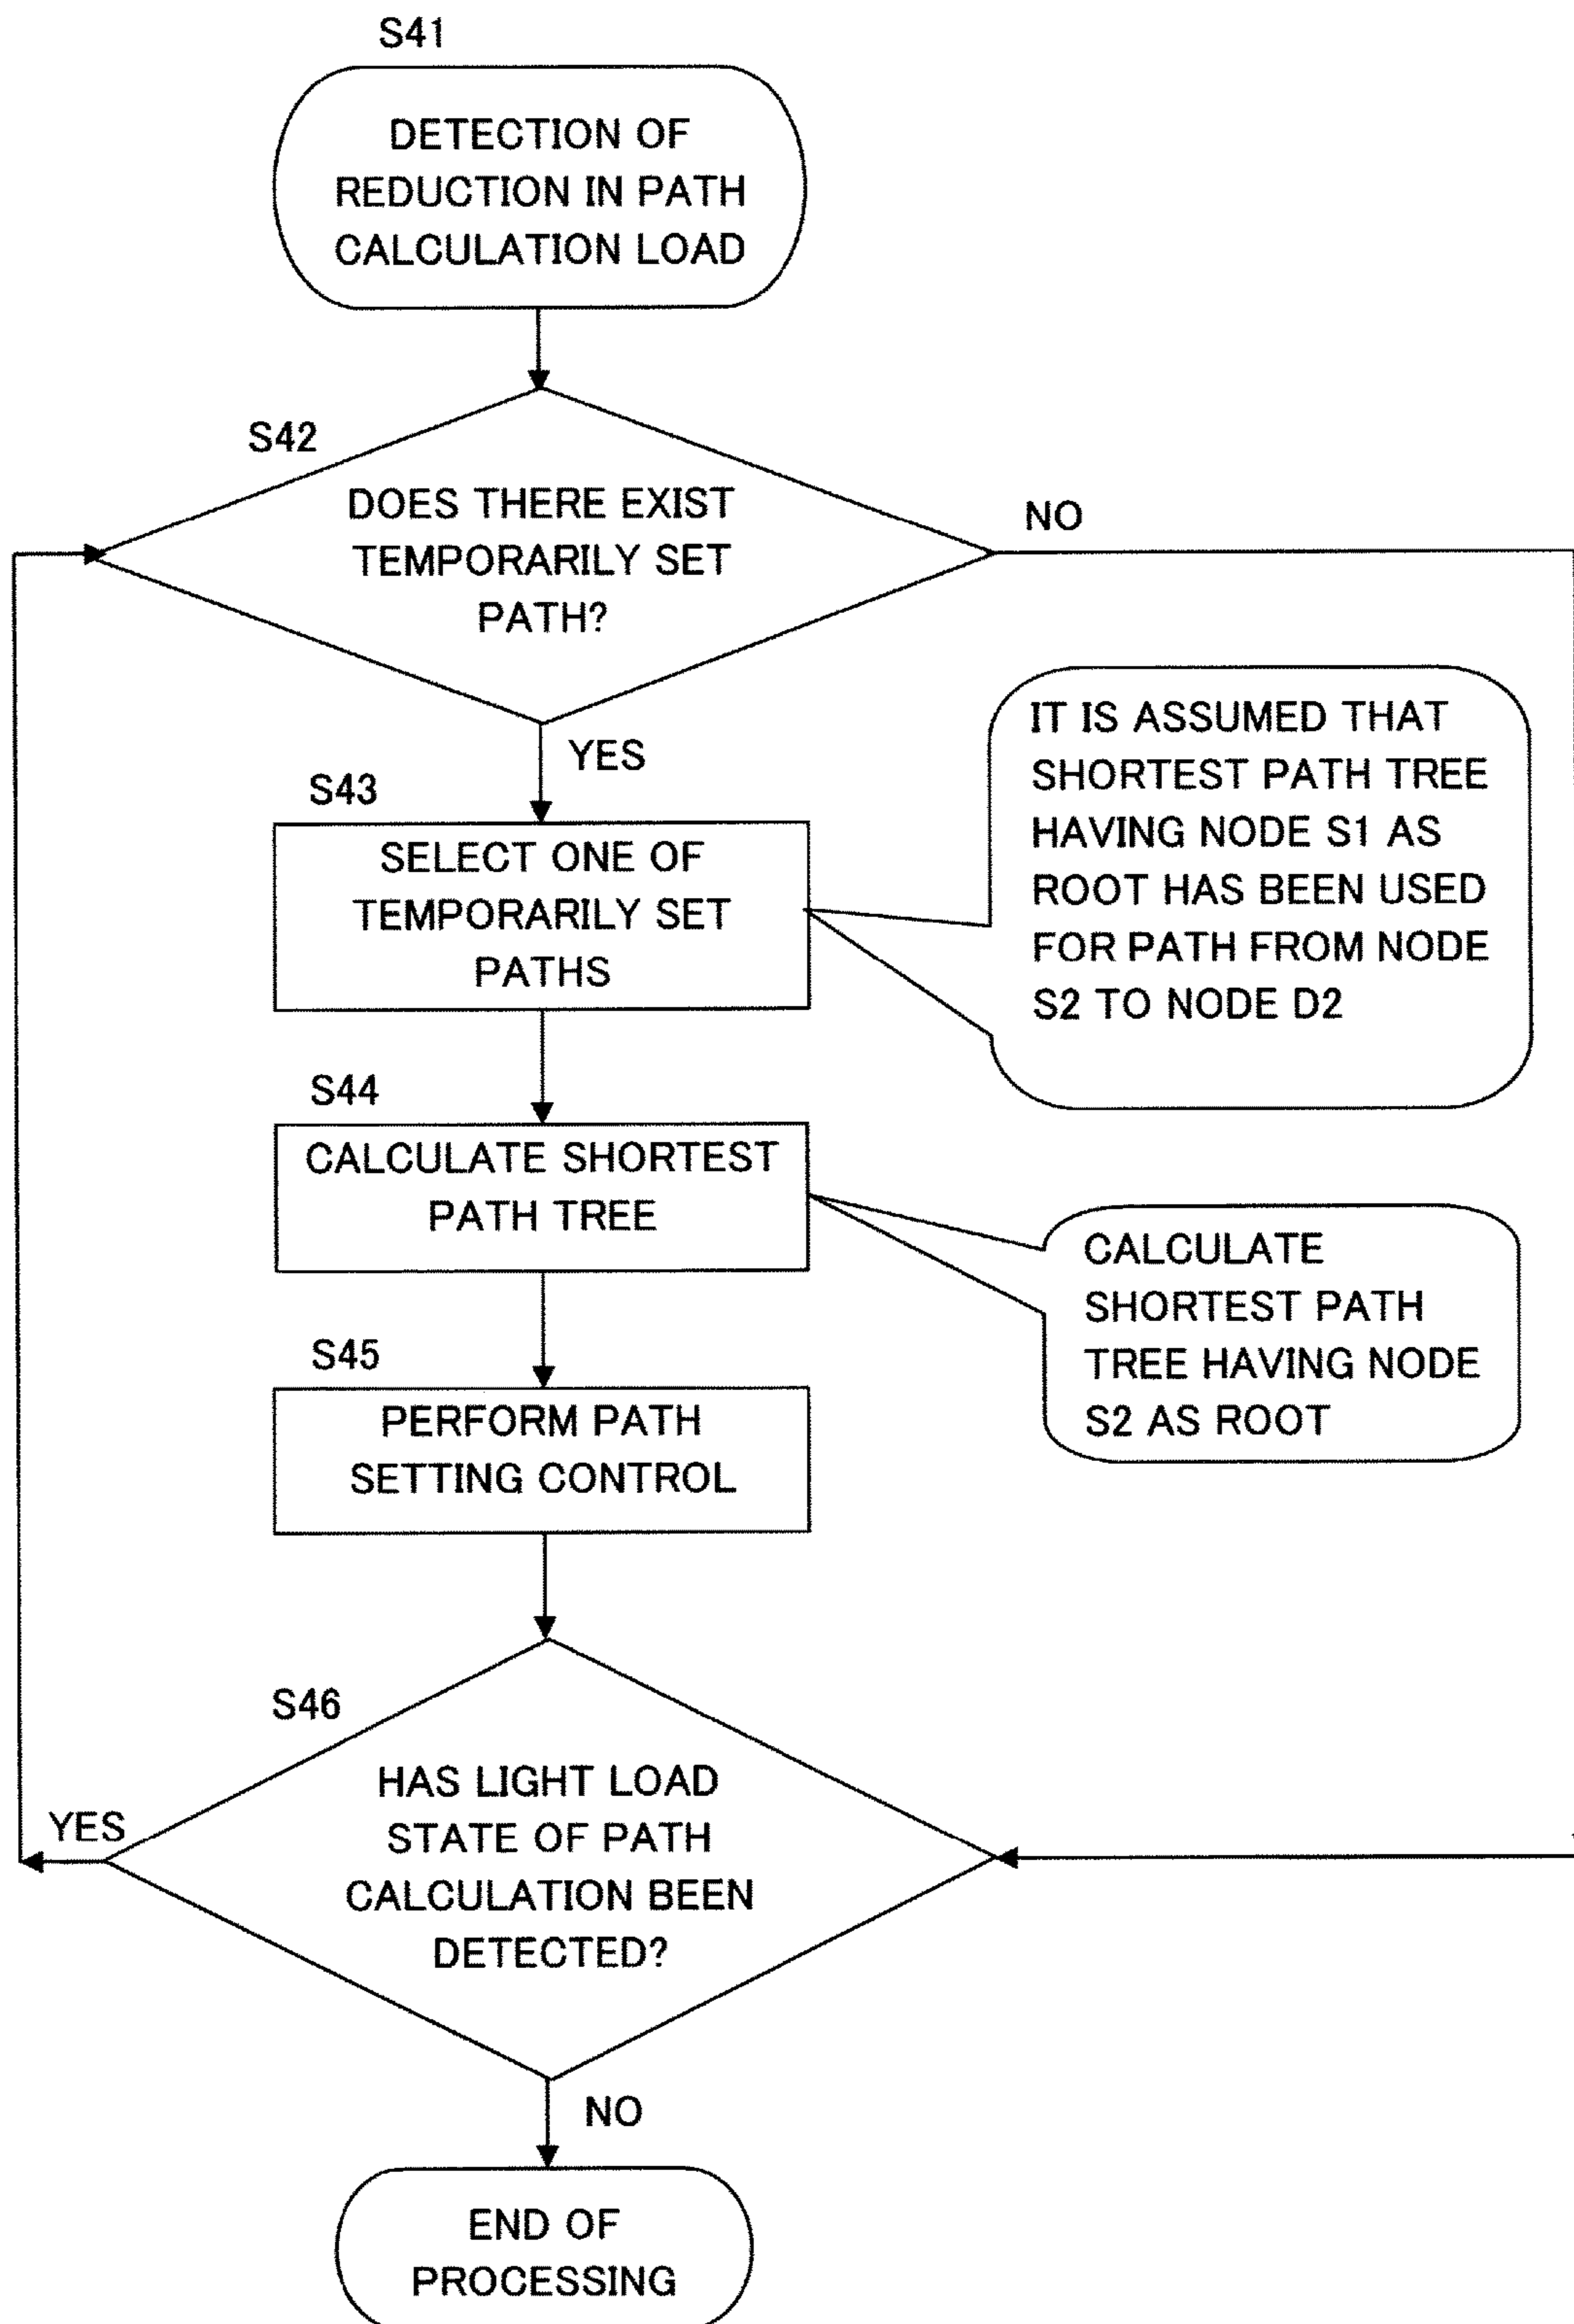 S41
DETECTION OF
REDUCTION IN PATH
CALCULATION LOAD
S42
DOES THERE EXIST
TEMPORARILY SET
PATH?
NO
YES
S43
SELECT ONE OF
TEMPORARILY SET
PATHS
IT IS ASSUMED THAT
SHORTEST PATH TREE
HAVING NODE S1 AS
ROOT HAS BEEN USED
FOR PATH FROM NODE
S2 TO NODE D2
S44
CALCULATE SHORTEST
PATH TREE
CALCULATE
SHORTEST PATH
TREE HAVING NODE
S2 AS ROOT
S45
PERFORM PATH
SETTING CONTROL
S46
HAS LIGHT LOAD
STATE OF PATH
CALCULATION BEEN
DETECTED?
YES
NO
END OF
PROCESSING